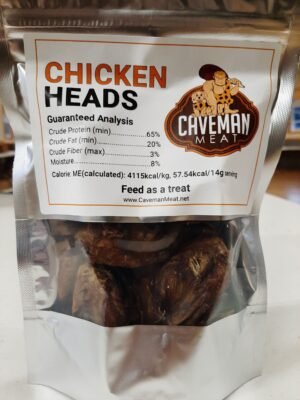 CHICKEN
HEADS
Guaranteed Analysis
Crude Protein (min)..................65%
Crude Fat (min).........................20%
Crude Fiber (max)......................3%
Moisture.....................................8%
Calorie ME(calculated): 4115kcal/kg, 57.54kcal/14g serving
Feed as a treat
www.CavemanMeat.net
CAVEMAN
MEAT